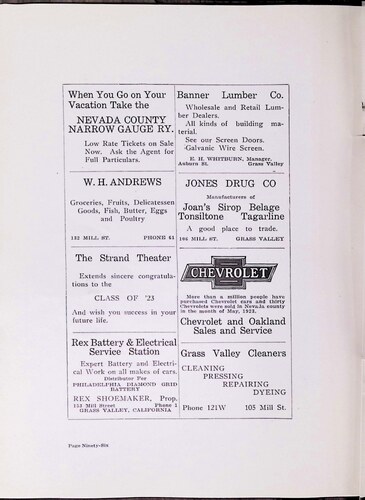 When You Go on Your
Vacation Take the
NEVADA COUNTY
NARROW GAUGE RY.
Low Rate Tickets on Sale
Now. Ask the Agent for
Full Particulars.
Banner Lumber Co.
Wholesale and Retail Lum-
ber Dealers.
All kinds of building ma-
terial.
See our Screen Doors.
Galvanic Wire Screen.
E. H. WHITBURN, Manager,
Auburn St. Grass Valley
W. H. ANDREWS
Groceries, Fruits, Delicatessen
Goods, Fish, Butter, Eggs
and Poultry
132 MILL ST. PHONE 41
JONES DRUG CO
Manufacturers of
Joan's Sirop Belage
Tonsiltone Tagarline
A good place to trade.
106 MILL ST. GRASS VALLEY
The Strand Theater
Extends sincere congratula-
tions to the
CLASS OF '23
And wish you success in your
future life.
CHEVROLET
More than a million people have
purchased Chevrolet cars and thirty
Chevrolets were sold in Nevada county
in the month of May, 1923.
Chevrolet and Oakland
Sales and Service
Rex Battery & Electrical
Service Station
Expert Battery and Electri-
cal Work on all makes of cars.
Distributor For
PHILADELPHIA DIAMOND GRID
BATTERY
REX SHOEMAKER, Prop.
113 Mill Street Phone 1
GRASS VALLEY, CALIFORNIA
Grass Valley Cleaners
CLEANING
PRESSING
REPAIRING
DYEING
Phone 121W 105 Mill St.
Page Ninety-Six